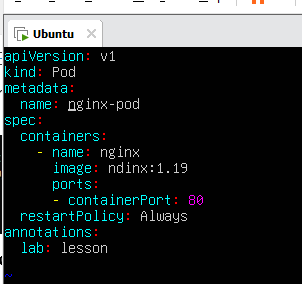 Ubuntu
apiVersion: v1
kind: Pod
metadata:
  name: nginx-pod
spec:
  containers:
    - name: nginx
      image: ndinx:1.19
      ports:
      - containerPort: 80
  restartPolicy: Always
annotations:
  lab: lesson
~